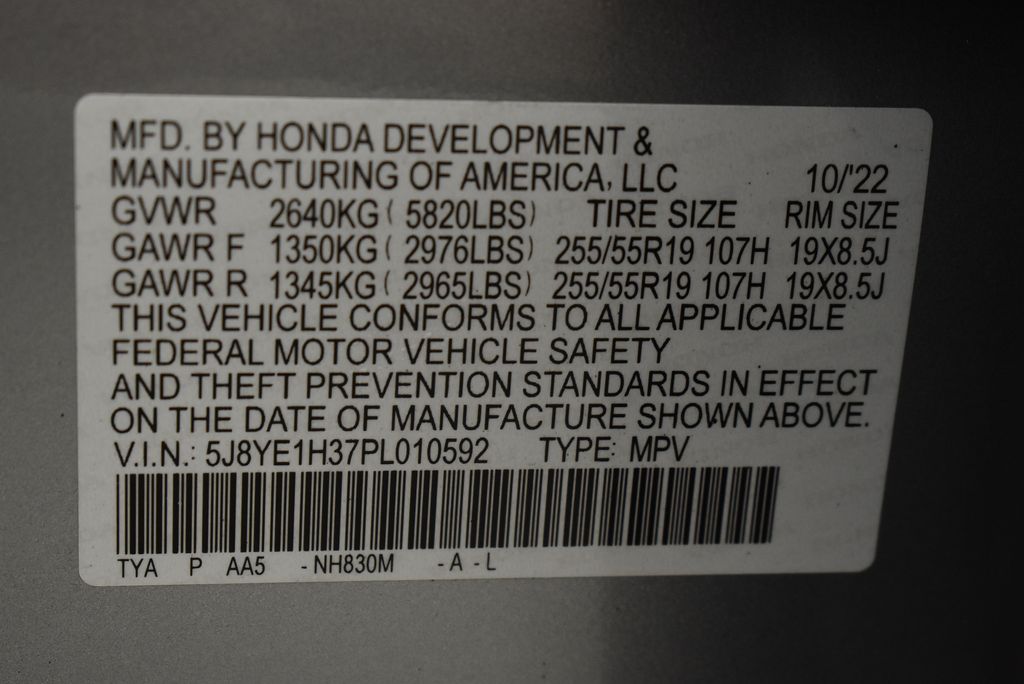 MFD. BY HONDA DEVELOPMENT &
MANUFACTURING OF AMERICA, LLC 10/'22
GVWR 2640KG ( 5820LBS) TIRE SIZE RIM SIZE
GAWR F 1350KG ( 2976LBS) 255/55R19 107H 19X8.5J
GAWR R 1345KG ( 2965LBS) 255/55R19 107H 19X8.5J
THIS VEHICLE CONFORMS TO ALL APPLICABLE
FEDERAL MOTOR VEHICLE SAFETY
AND THEFT PREVENTION STANDARDS IN EFFECT
ON THE DATE OF MANUFACTURE SHOWN ABOVE.
V.I.N.: 5J8YE1H37PL010592 TYPE: MPV
TYA P AA5 - NH830M - A - L